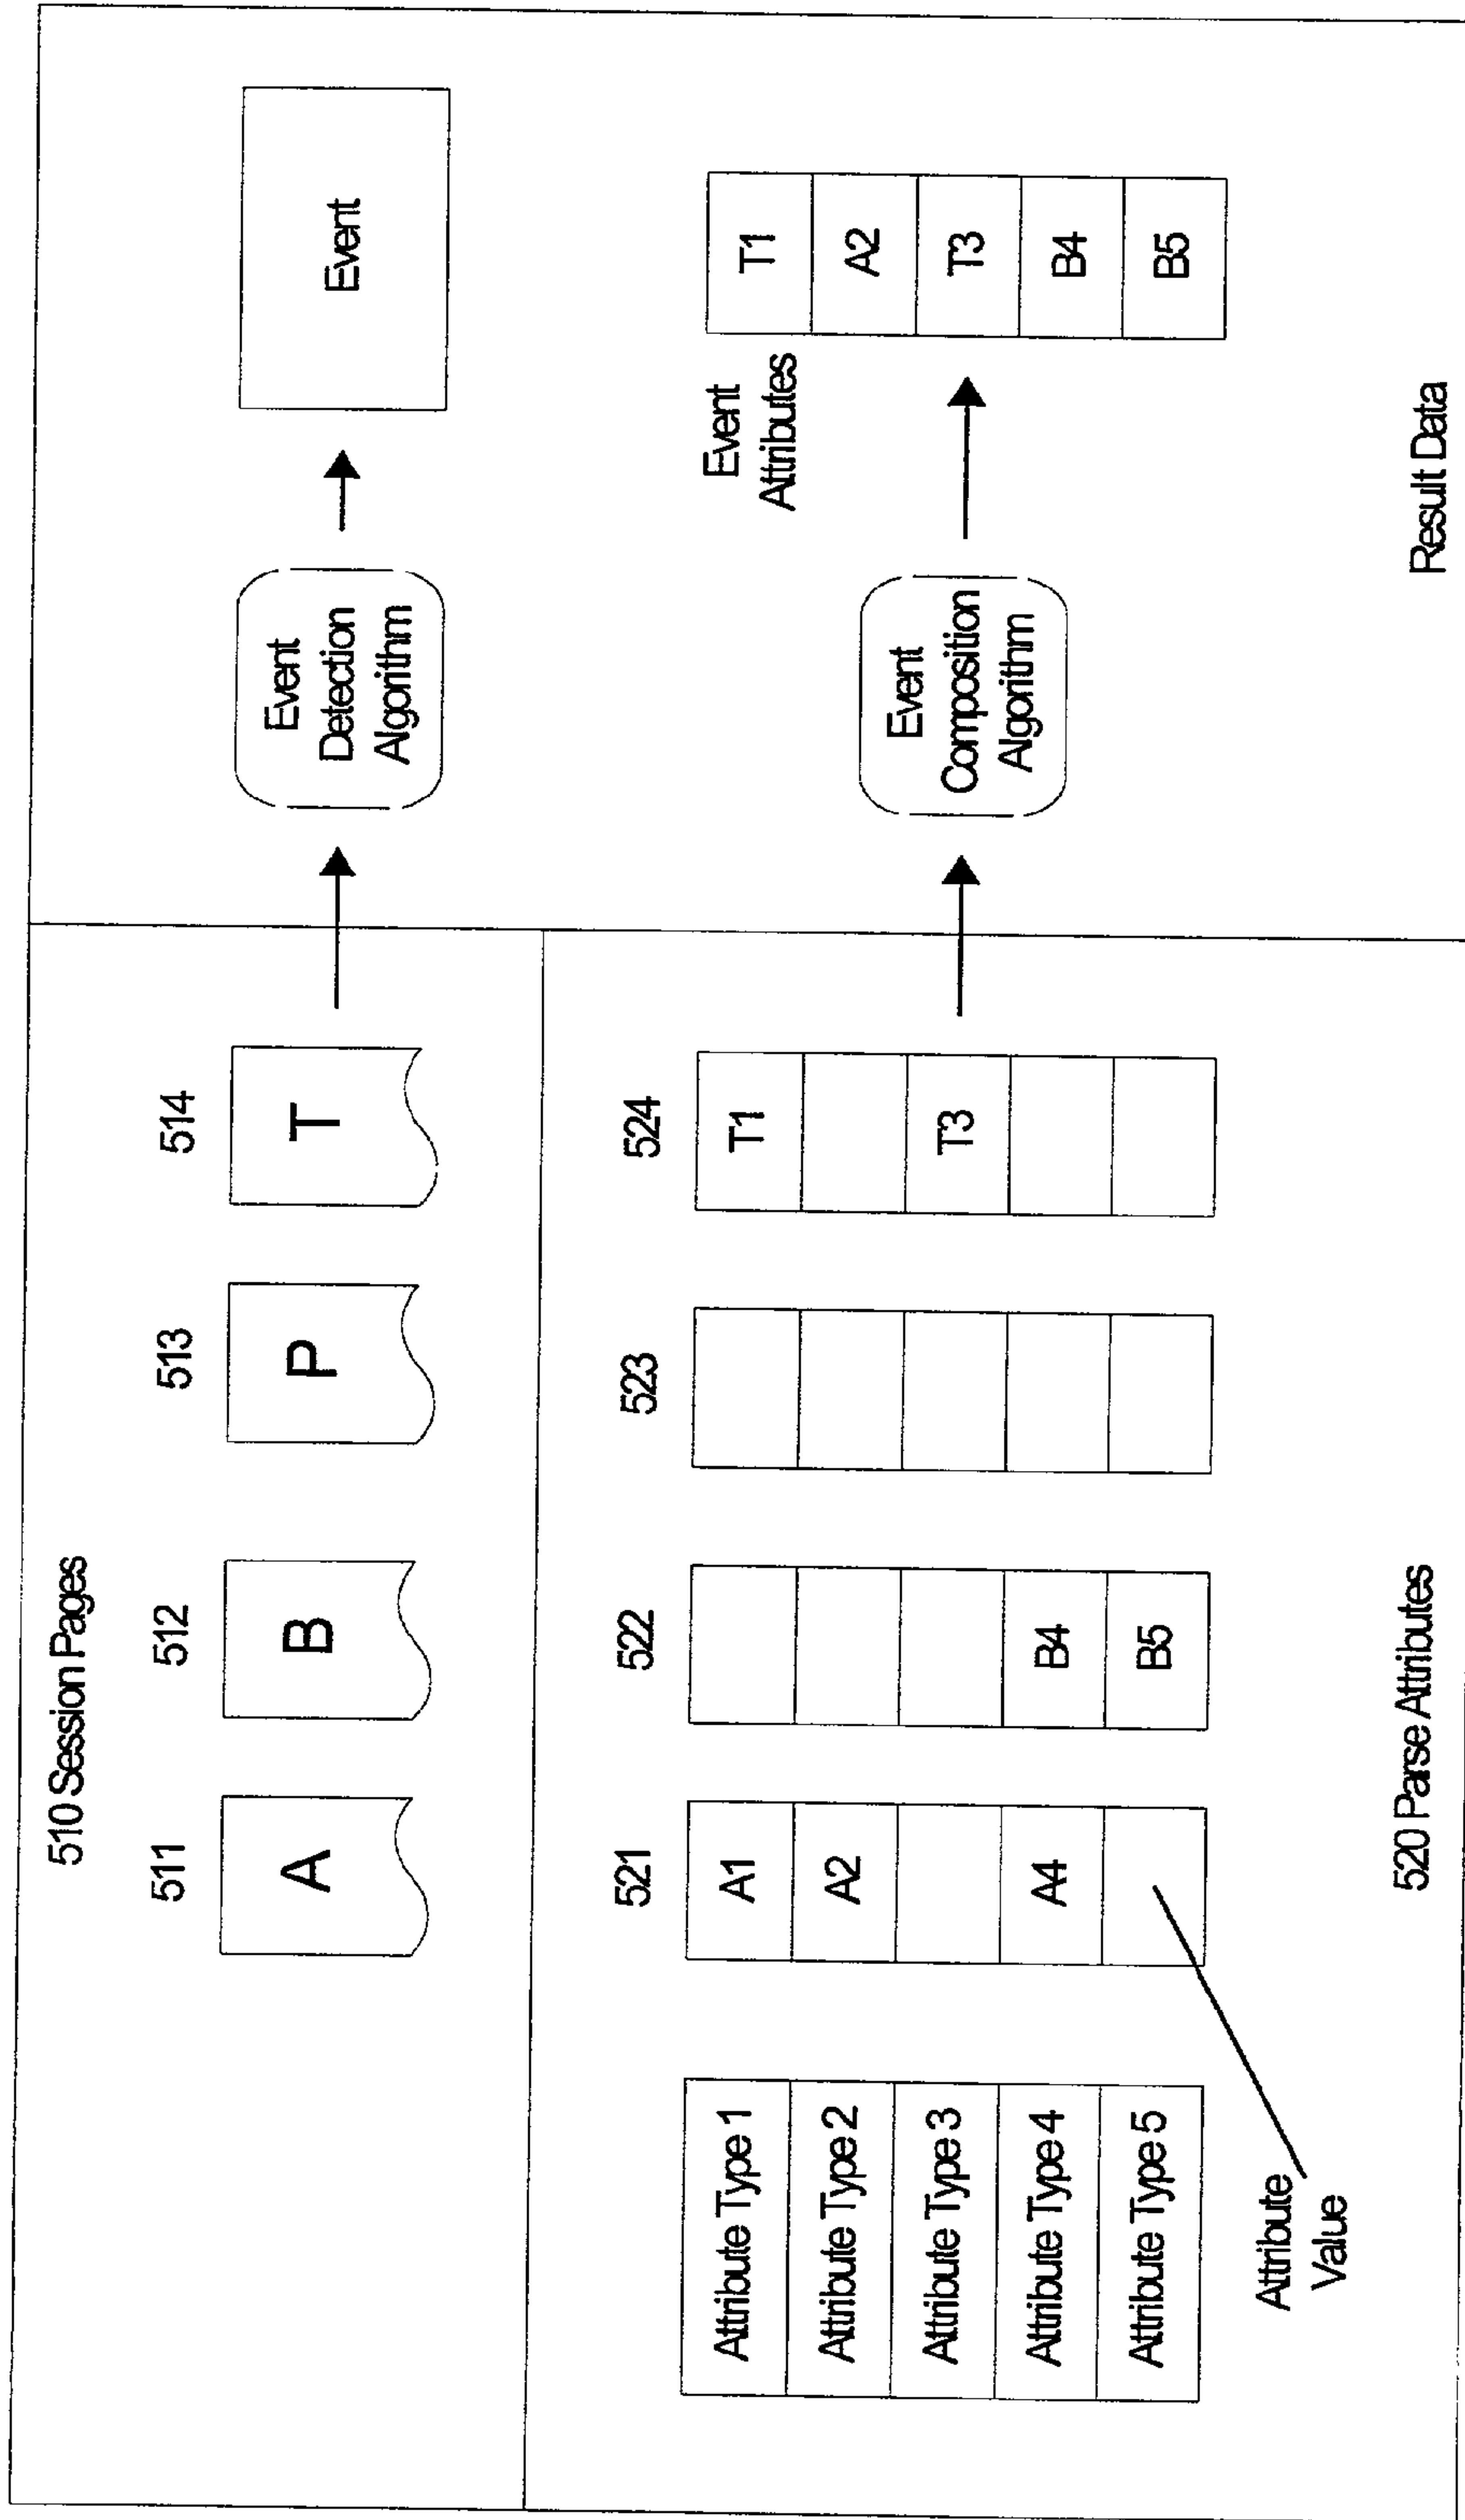 510 Session Pages
511
512
513
514
A
B
P
T
Event
Detection
Algorithm
Event
521
522
523
524
Attribute Type 1
Attribute Type 2
Attribute Type 3
Attribute Type 4
Attribute Type 5
A1
A2
A4
B4
B5
T1
T3
Attribute
Value
Event
Composition
Algorithm
Event
Attributes
T1
A2
T3
B4
B5
520 Parse Attributes
Result Data